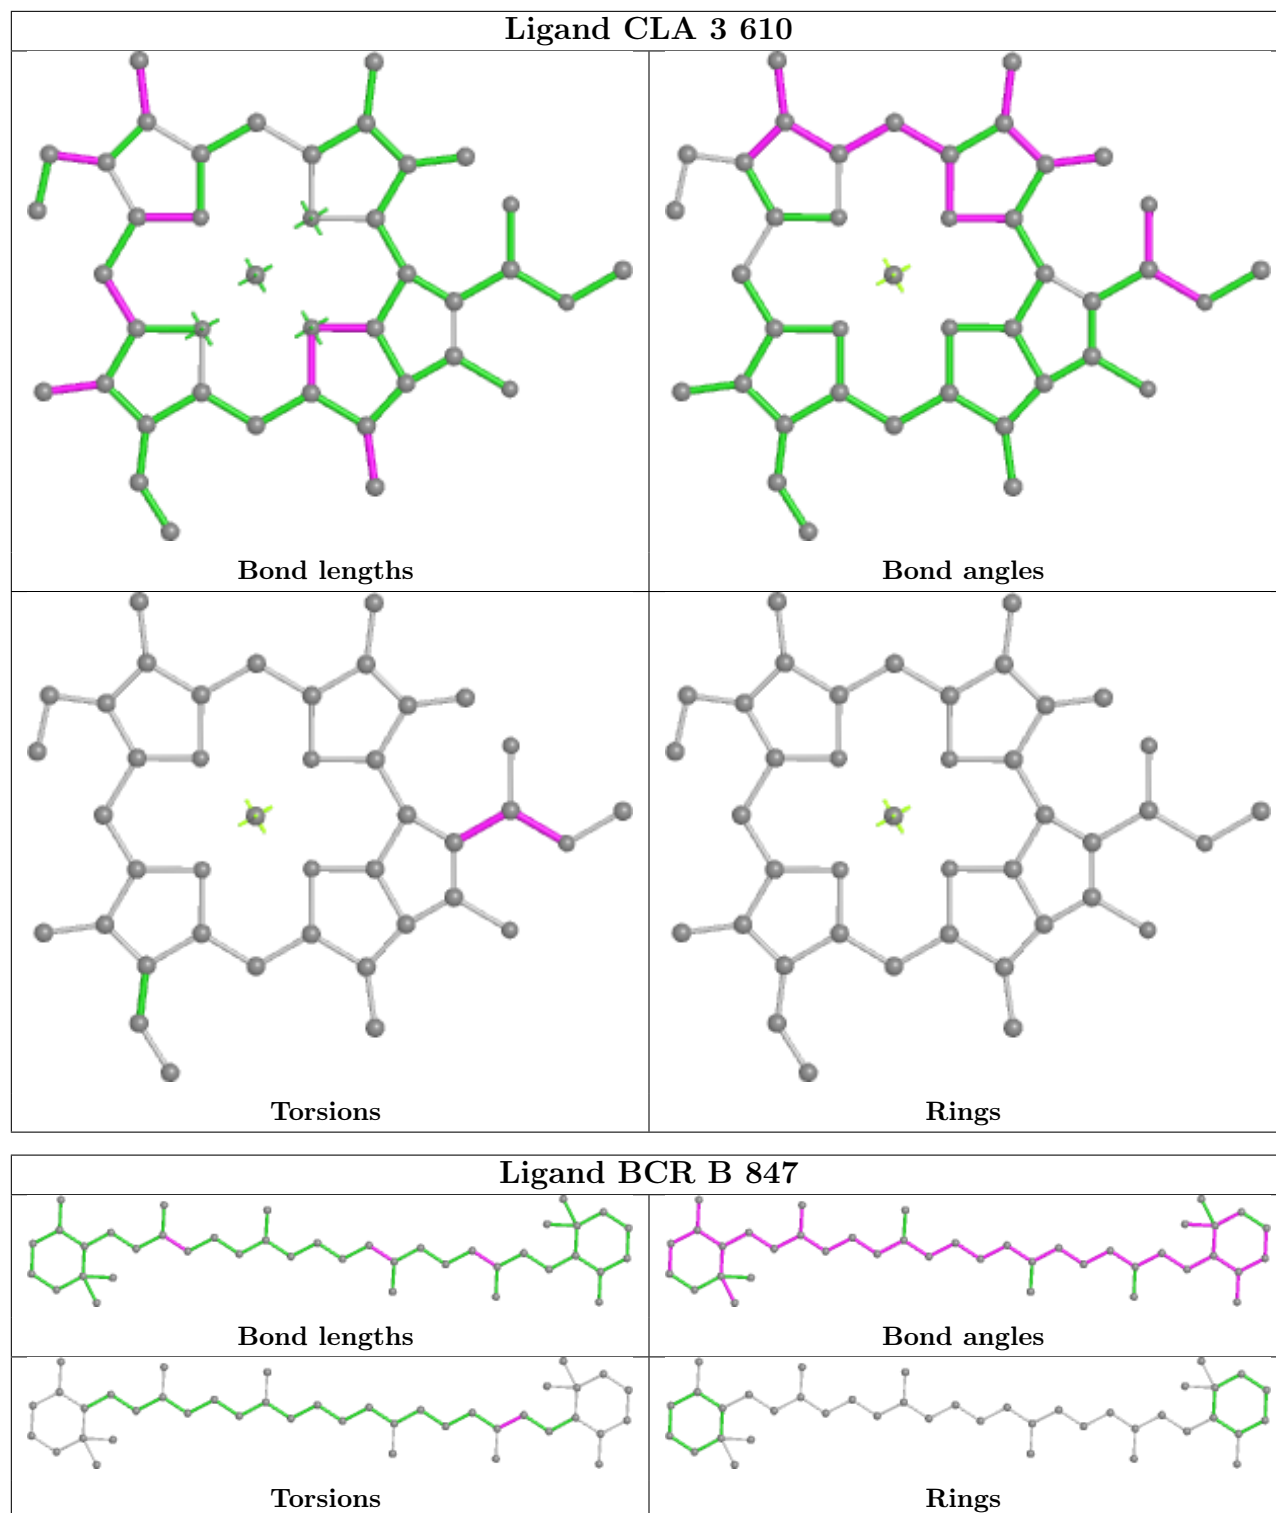 Ligand CLA 3 610
Bond lengths
Bond angles
Torsions
Rings
Ligand BCR B 847
Bond lengths
Bond angles
Torsions
Rings